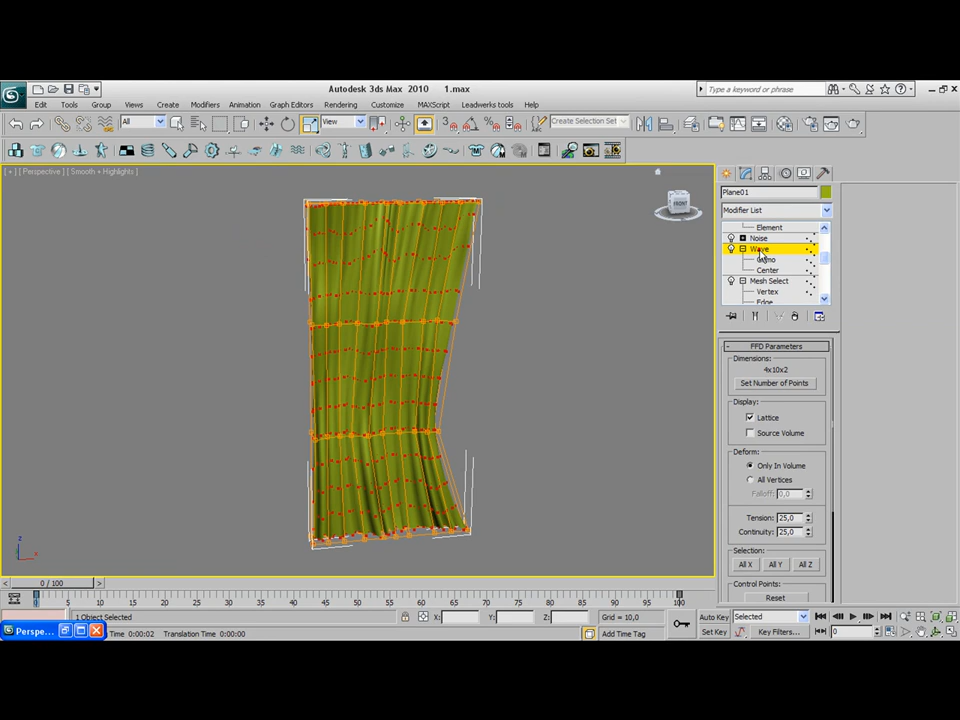 Autodesk 3ds Max 2010 1.max
Type a keyword or phrase
Edit Tools Group Views Create Modifiers Animation Graph Editors Rendering Customize MAXScript Leadwerks tools Help
All View Create Selection Set
[ + ] [ Perspective ] [ Smooth + Highlights ]
FRONT
Plane01
Modifier List
Element
Noise
Wave
Gizmo
Center
Mesh Select
Vertex
Edge
- FFD Parameters
Dimensions:
4x10x2
Set Number of Points
Display:
Lattice
Source Volume
Deform:
Only In Volume
All Vertices
Falloff: 0,0
Tension: 25,0
Continuity: 25,0
Selection:
All X All Y All Z
Control Points:
Reset
z
x
< 0 / 100 >
0 5 10 15 20 25 30 35 40 45 50 55 60 65 70 75 80 85 90 95 100
1 Object Selected X: Y: Z: Grid = 10,0 Auto Key Selected
Perspe... Time 0:00:02 Translation Time 0:00:00 Add Time Tag Set Key Key Filters... 0